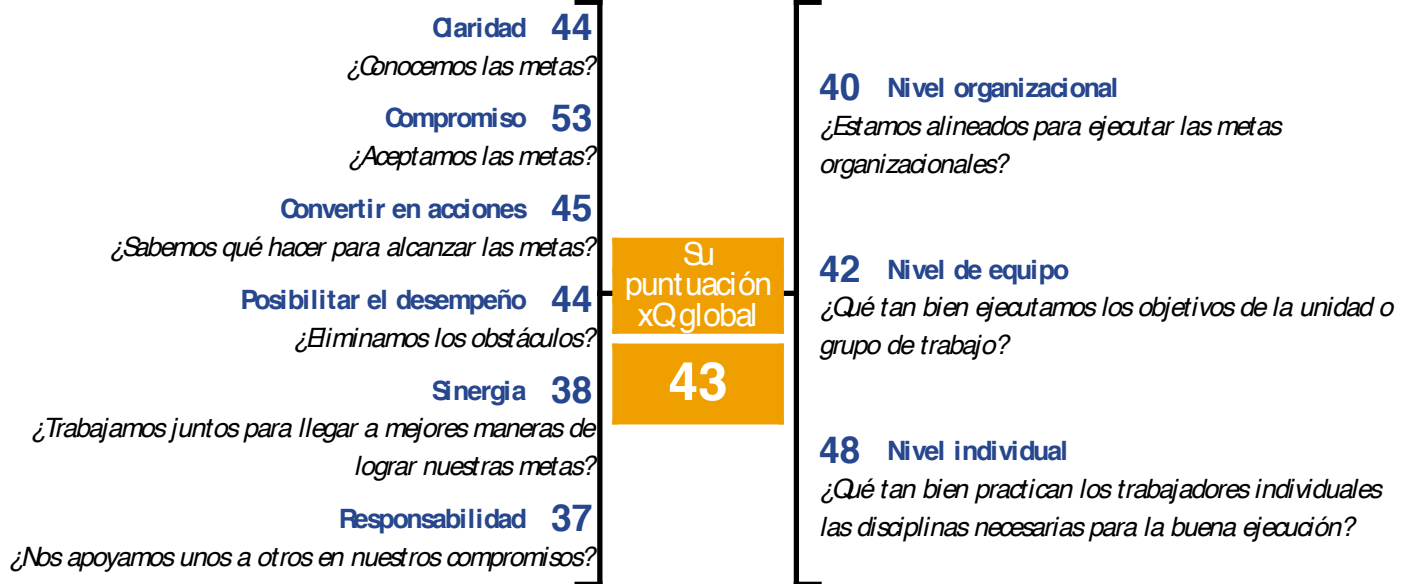 Claridad 44
¿Conocemos las metas?
Compromiso 53
¿Aceptamos las metas?
Convertir en acciones 45
¿Sabemos qué hacer para alcanzar las metas?
Posibilitar el desempeño 44
¿Eliminamos los obstáculos?
Sinergia 38
¿Trabajamos juntos para llegar a mejores maneras de
lograr nuestras metas?
Responsabilidad 37
¿Nos apoyamos unos a otros en nuestros compromisos?
Su
puntuación
xQ global
43
40 Nivel organizacional
¿Estamos alineados para ejecutar las metas
organizacionales?
42 Nivel de equipo
¿Qué tan bien ejecutamos los objetivos de la unidad o
grupo de trabajo?
48 Nivel individual
¿Qué tan bien practican los trabajadores individuales
las disciplinas necesarias para la buena ejecución?